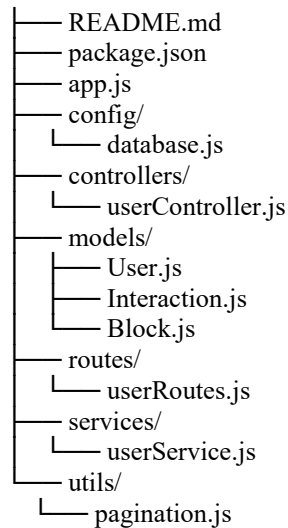 ├── README.md
├── package.json
├── app.js
├── config/
│   └── database.js
├── controllers/
│   └── userController.js
├── models/
│   ├── User.js
│   ├── Interaction.js
│   └── Block.js
├── routes/
│   └── userRoutes.js
├── services/
│   └── userService.js
└── utils/
    └── pagination.js